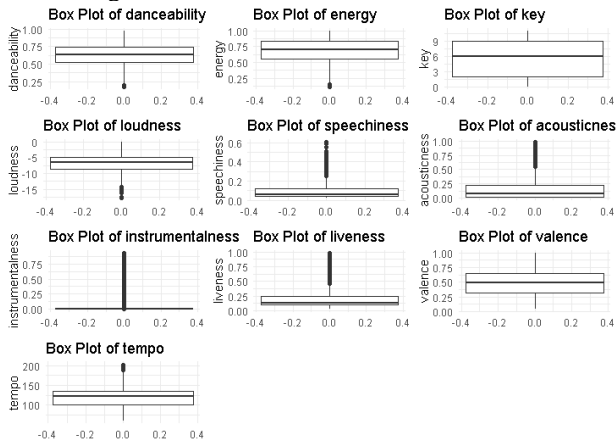 Box Plot of danceability
danceability
1.00
0.75
0.50
0.25
-0.4 -0.2 0.0 0.2 0.4
Box Plot of energy
energy
1.00
0.75
0.50
0.25
-0.4 -0.2 0.0 0.2 0.4
Box Plot of key
key
9
6
3
0
-0.4 -0.2 0.0 0.2 0.4
Box Plot of loudness
loudness
0
-5
-10
-15
-0.4 -0.2 0.0 0.2 0.4
Box Plot of speechiness
speechiness
0.6
0.4
0.2
0.0
-0.4 -0.2 0.0 0.2 0.4
Box Plot of acousticnes
acousticness
1.00
0.75
0.50
0.25
0.00
-0.4 -0.2 0.0 0.2 0.4
Box Plot of instrumentalness
instrumentalness
0.75
0.50
0.25
0.00
-0.4 -0.2 0.0 0.2 0.4
Box Plot of liveness
liveness
1.00
0.75
0.50
0.25
0.00
-0.4 -0.2 0.0 0.2 0.4
Box Plot of valence
valence
1.00
0.75
0.50
0.25
0.00
-0.4 -0.2 0.0 0.2 0.4
Box Plot of tempo
tempo
200
150
100
-0.4 -0.2 0.0 0.2 0.4